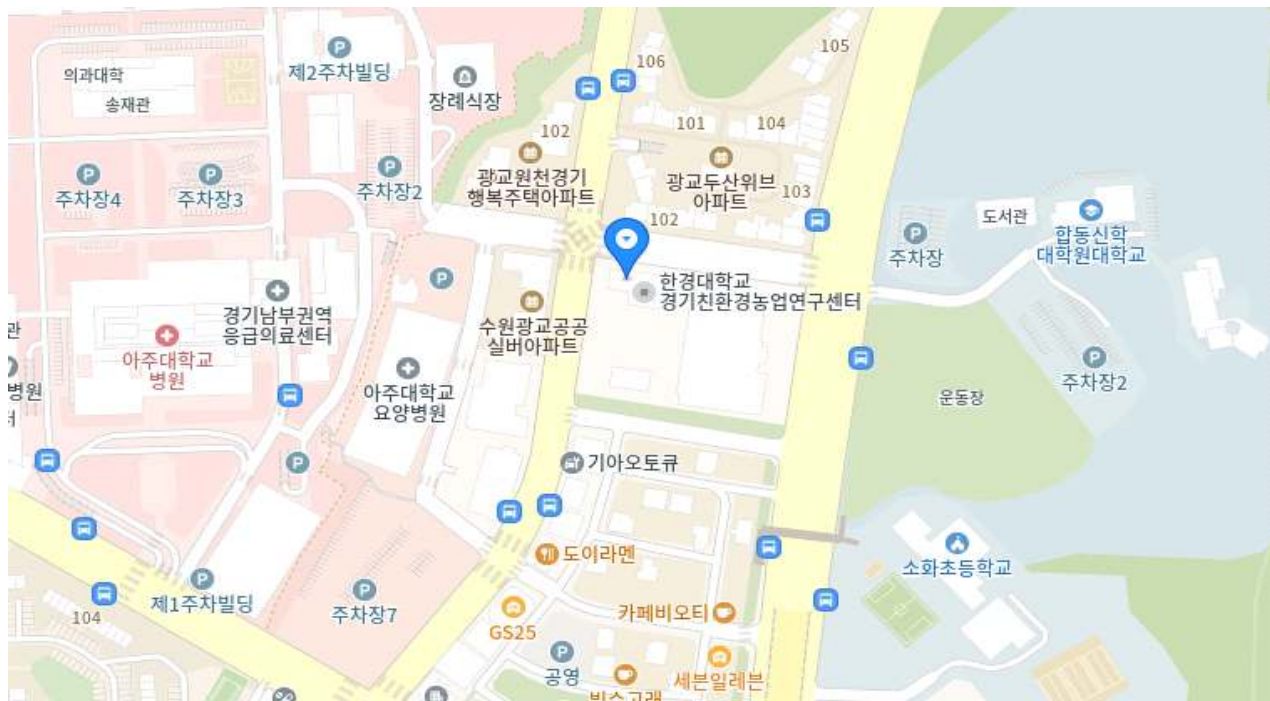 105
106
제2주차빌딩
의과대학
송재관
장례식장
101
104
102
광교원천경기
행복주택아파트
광교두산위브
아파트
103
102
주차장4
주차장3
주차장2
도서관
합동신학
대학원대학교
주차장
한경대학교
경기친환경농업연구센터
경기남부권역
응급의료센터
수원광교공공
실버아파트
관
아주대학교
병원
병원
터
아주대학교
요양병원
주차장2
운동장
기아오토큐
도이라멘
소화초등학교
제1주차빌딩
주차장7
104
GS25
카페비오티
공영
세븐일레븐